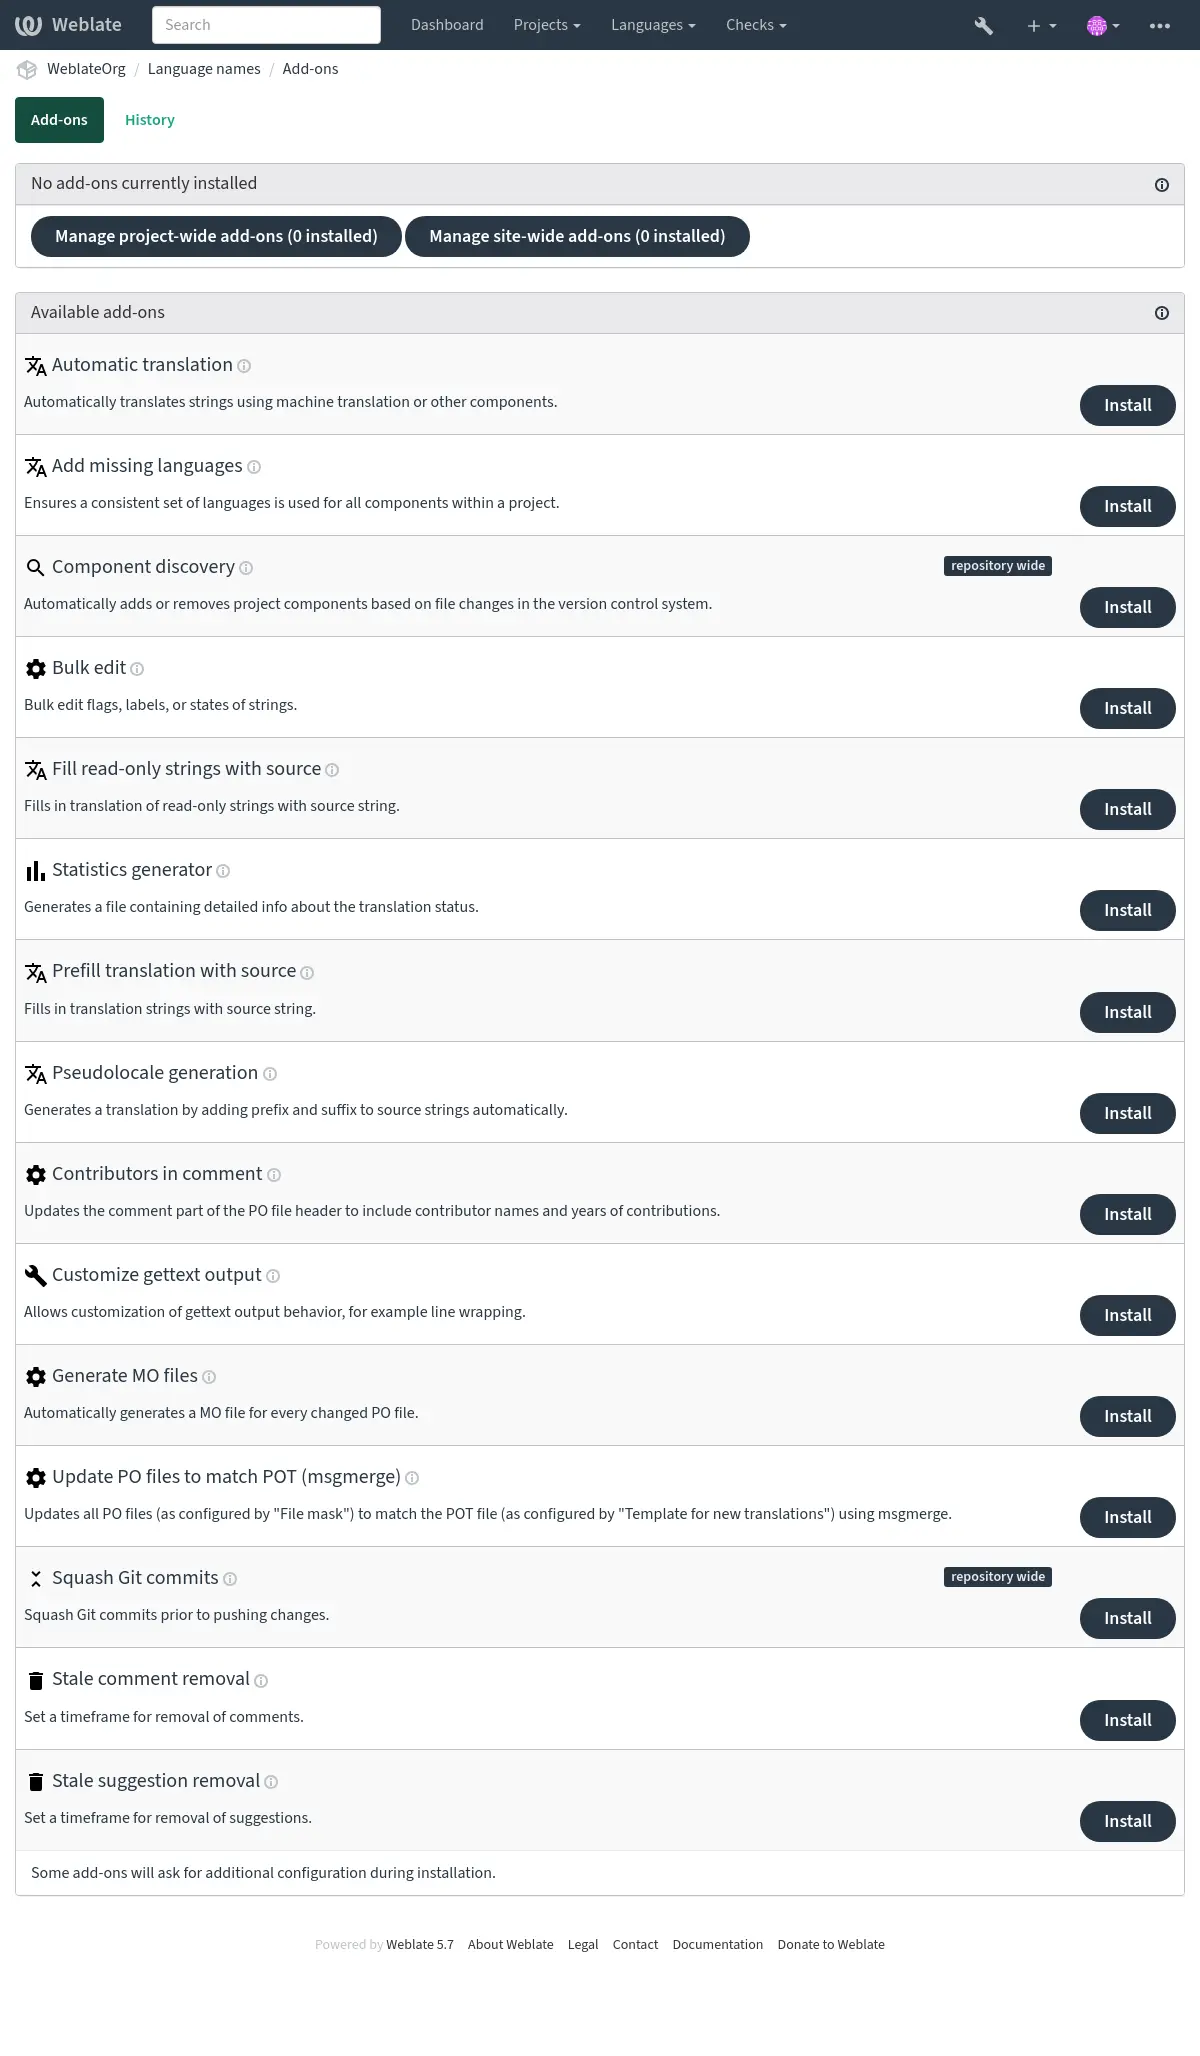 Weblate Search Dashboard Projects Languages Checks
WeblateOrg / Language names / Add-ons
Add-ons History
No add-ons currently installed
Manage project-wide add-ons (0 installed) Manage site-wide add-ons (0 installed)
Available add-ons
Automatic translation
Automatically translates strings using machine translation or other components.
Install
Add missing languages
Ensures a consistent set of languages is used for all components within a project.
Install
Component discovery repository wide
Automatically adds or removes project components based on file changes in the version control system.
Install
Bulk edit
Bulk edit flags, labels, or states of strings.
Install
Fill read-only strings with source
Fills in translation of read-only strings with source string.
Install
Statistics generator
Generates a file containing detailed info about the translation status.
Install
Prefill translation with source
Fills in translation strings with source string.
Install
Pseudolocale generation
Generates a translation by adding prefix and suffix to source strings automatically.
Install
Contributors in comment
Updates the comment part of the PO file header to include contributor names and years of contributions.
Install
Customize gettext output
Allows customization of gettext output behavior, for example line wrapping.
Install
Generate MO files
Automatically generates a MO file for every changed PO file.
Install
Update PO files to match POT (msgmerge)
Updates all PO files (as configured by "File mask") to match the POT file (as configured by "Template for new translations") using msgmerge.
Install
Squash Git commits repository wide
Squash Git commits prior to pushing changes.
Install
Stale comment removal
Set a timeframe for removal of comments.
Install
Stale suggestion removal
Set a timeframe for removal of suggestions.
Install
Some add-ons will ask for additional configuration during installation.
Powered by Weblate 5.7 About Weblate Legal Contact Documentation Donate to Weblate